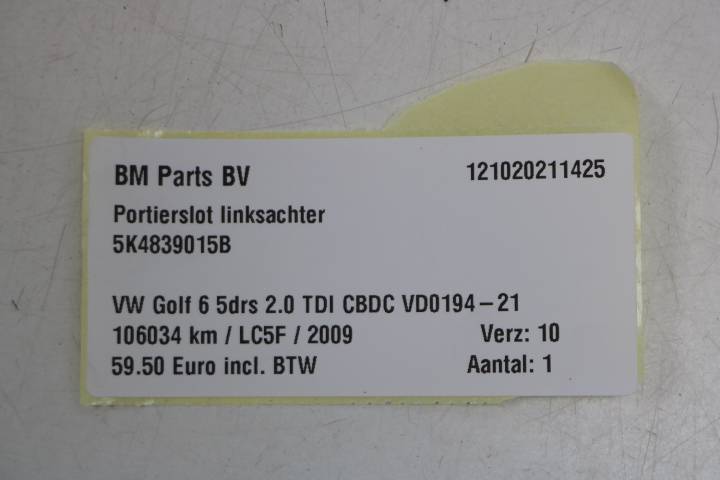 BM Parts BV 121020211425
Portierslot linksachter
5K4839015B
VW Golf 6 5drs 2.0 TDI CBDC VD0194-21
106034 km / LC5F / 2009 Verz: 10
59.50 Euro incl. BTW Aantal: 1